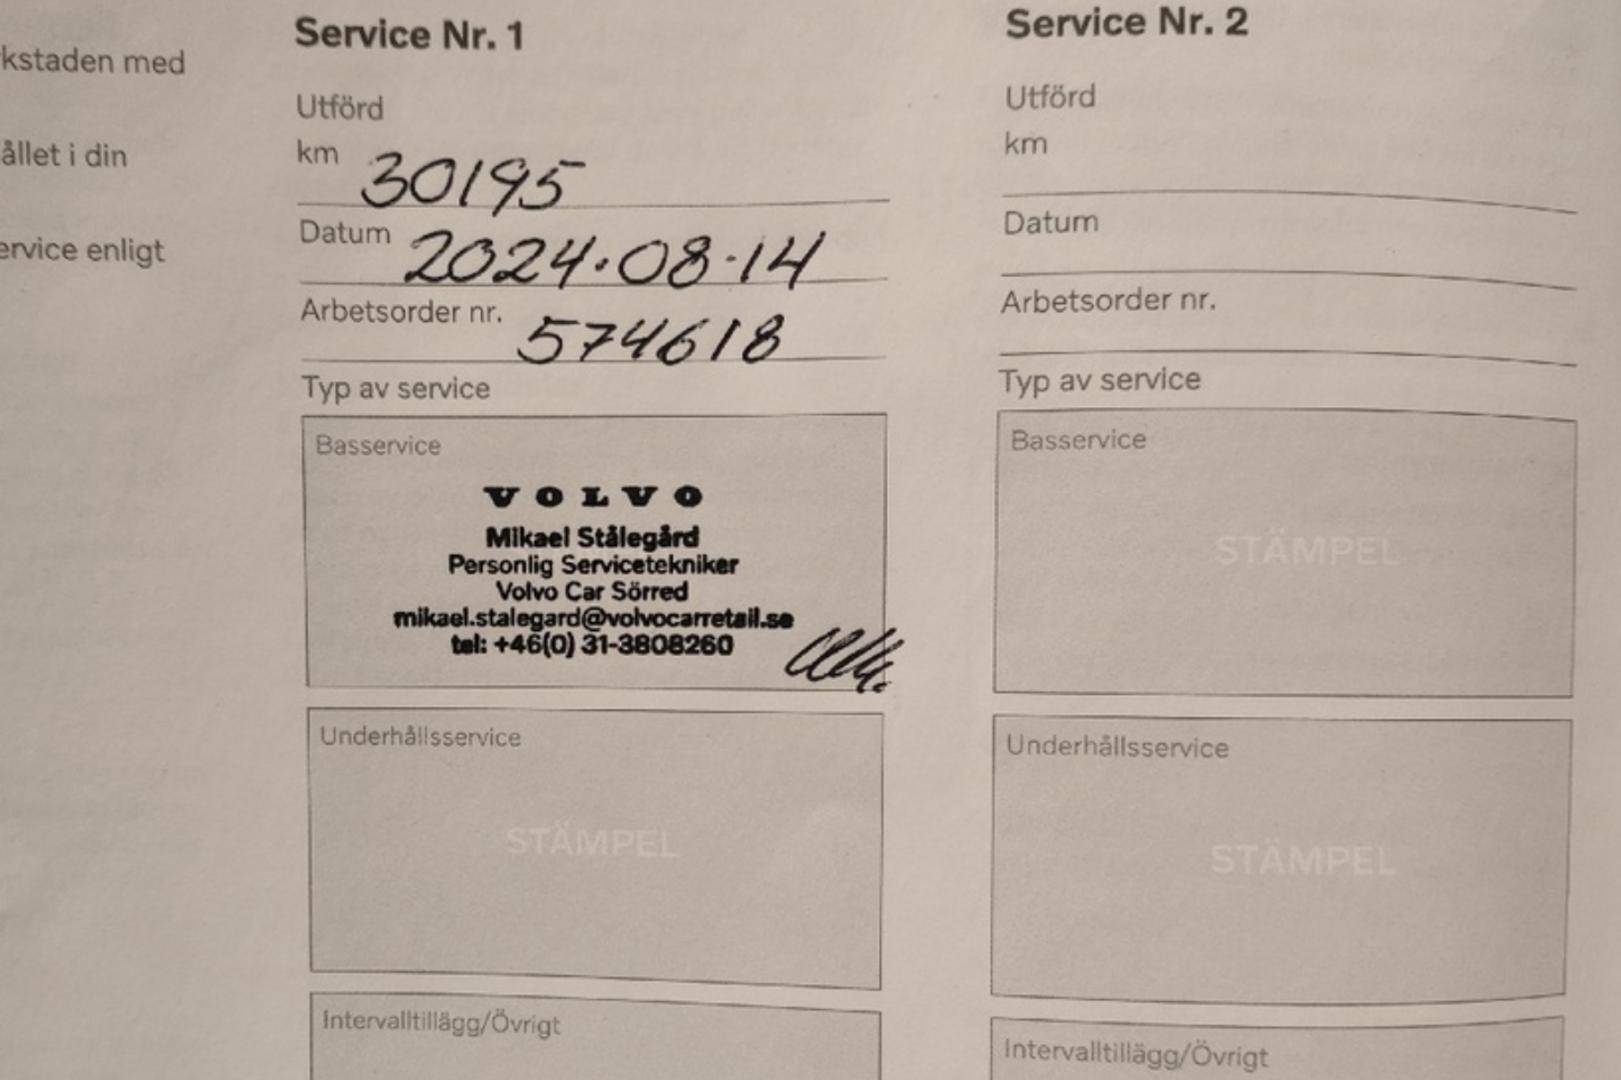 kstaden med
ållet i din
ervice enligt
Service Nr. 1
Utförd
km 30195
Datum 2024.08.14
Arbetsorder nr. 574618
Typ av service
Basservice
VOLVO
Mikael Stålegård
Personlig Servicetekniker
Volvo Car Sörred
mikael.stalegard@volvocarretail.se
tel: +46(0) 31-3808260
Underhållsservice
STÄMPEL
Intervalltillägg/Övrigt
Service Nr. 2
Utförd
km
Datum
Arbetsorder nr.
Typ av service
Basservice
STÄMPEL
Underhållsservice
STÄMPEL
Intervalltillägg/Övrigt